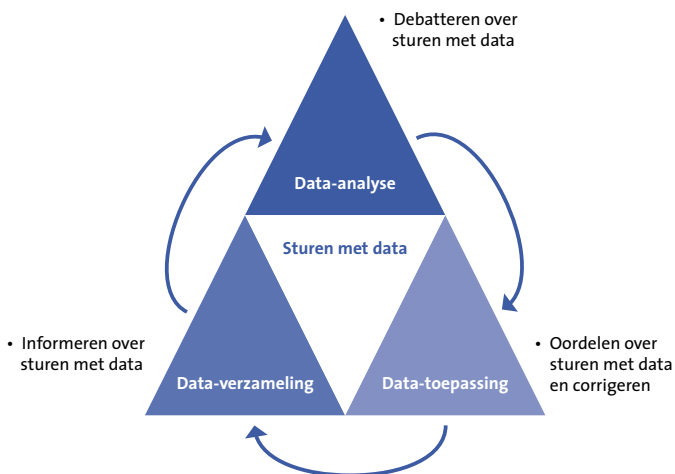 • Debatteren over
sturen met data
Data-analyse
Sturen met data
• Informeren over
sturen met data
Data-verzameling
Data-toepassing
• Oordelen over
sturen met data
en corrigeren